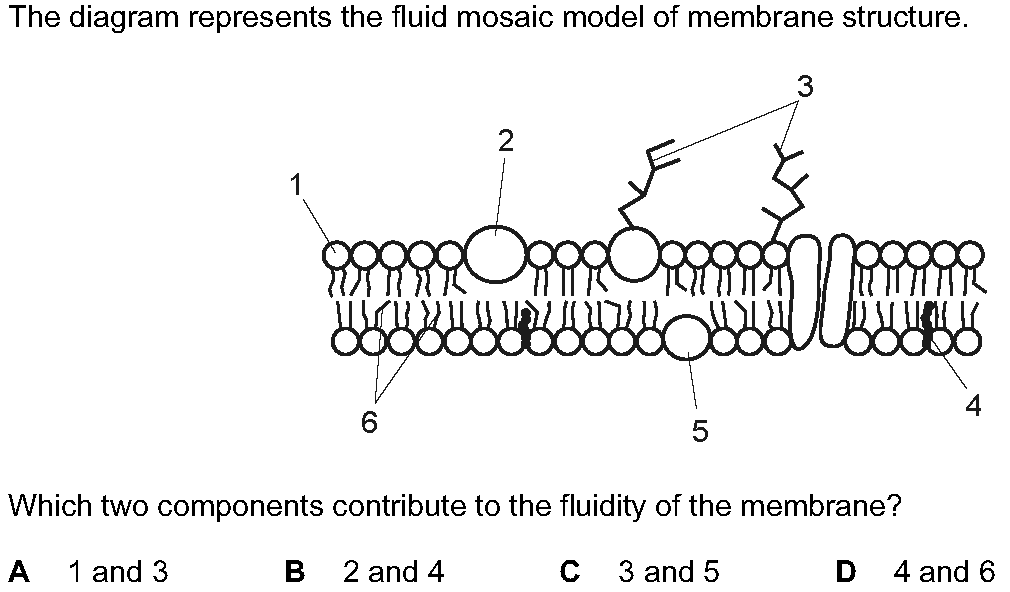 The diagram represents the fluid mosaic model of membrane structure.
3
2
1
4
6
5
Which two components contribute to the fluidity of the membrane?
A 1 and 3 B 2 and 4 C 3 and 5 D 4 and 6